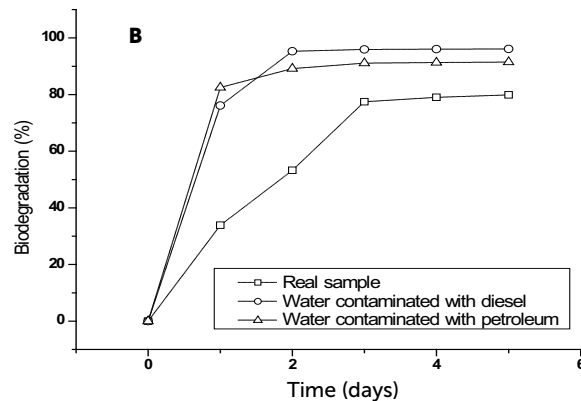 B
100
80
60
40
20
0
Biodegradation (%)
Real sample
Water contaminated with diesel
Water contaminated with petroleum
0 2 4 6
Time (days)